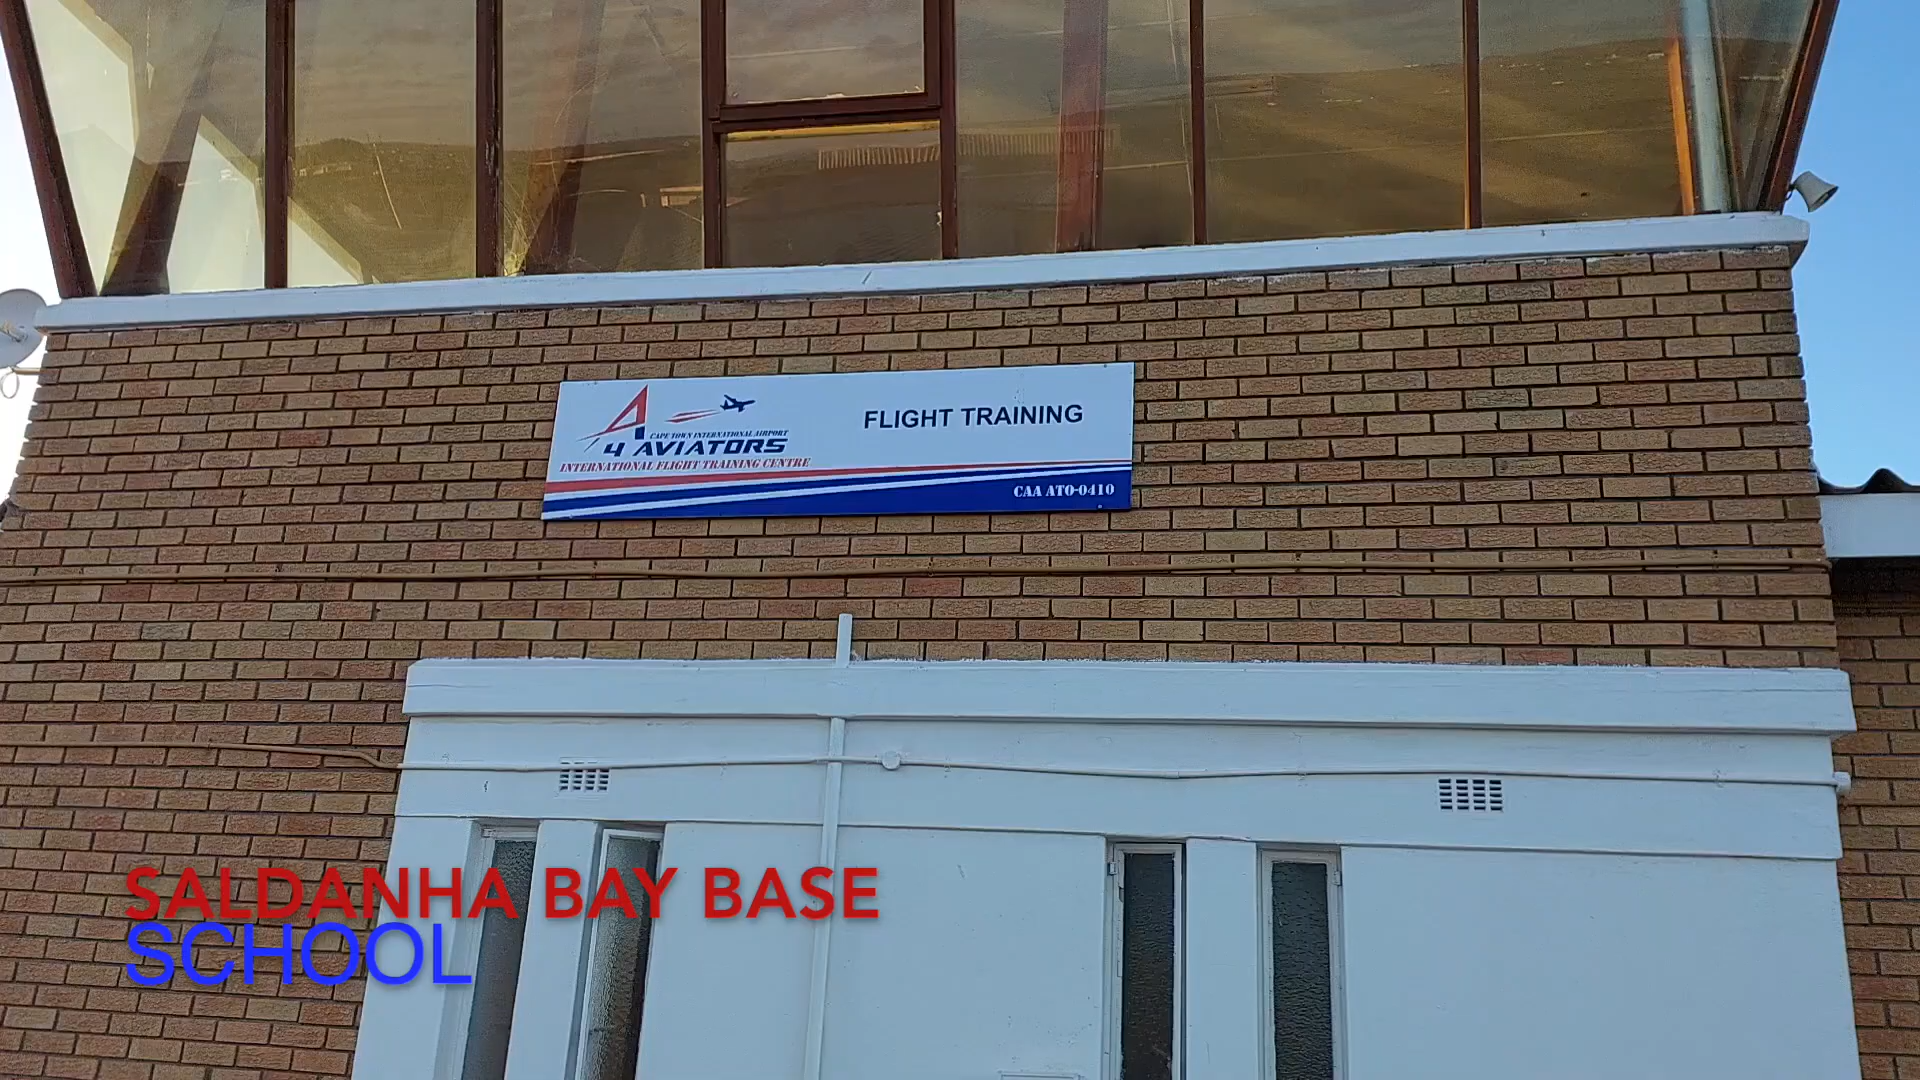 CAPE TOWN INTERNATIONAL AIRPORT
4 AVIATORS
INTERNATIONAL FLIGHT TRAINING CENTRE
FLIGHT TRAINING
CAA ATO-0410
SALDANHA BAY BASE
SCHOOL